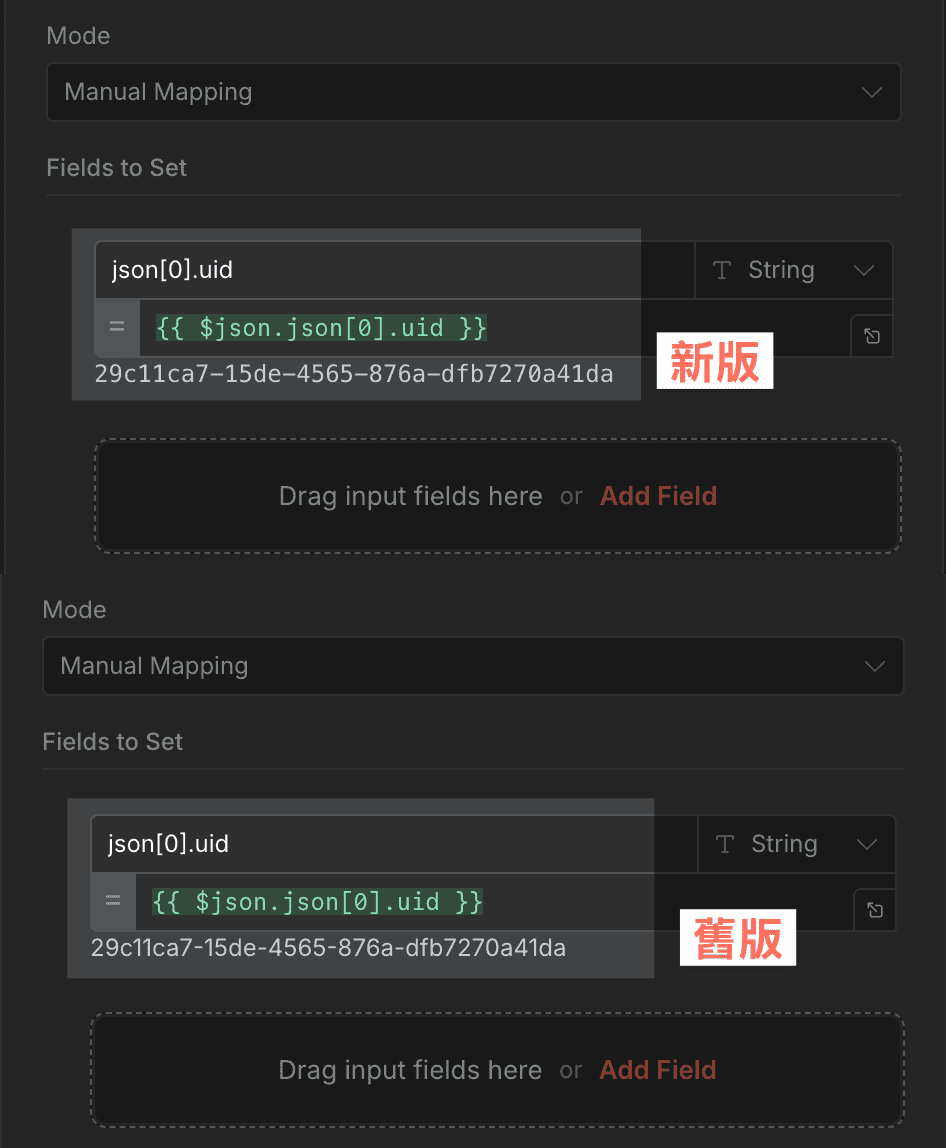 Mode
Manual Mapping
Fields to Set
json[0].uid
String
=
{{ $json.json[0].uid }}
29c11ca7-15de-4565-876a-dfb7270a41da
新版
Drag input fields here or Add Field
Mode
Manual Mapping
Fields to Set
json[0].uid
String
=
{{ $json.json[0].uid }}
29c11ca7-15de-4565-876a-dfb7270a41da
舊版
Drag input fields here or Add Field